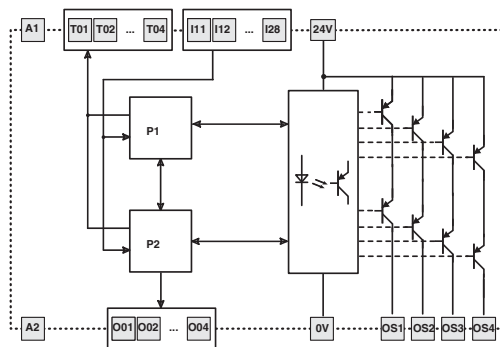 A1 T01 T02 ... T04 I11 I12 ... I28 24V
P1
P2
A2 O01 O02 ... O04 0V OS1 OS2 OS3 OS4